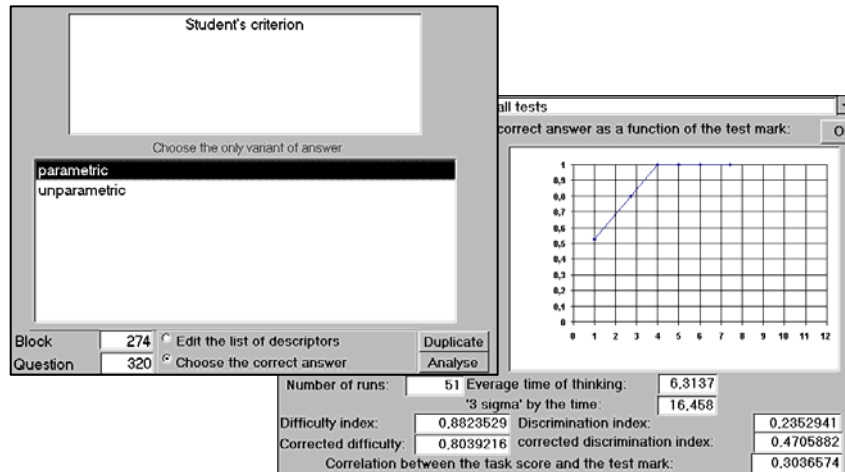 Student's criterion
Choose the only variant of answer
parametric
unparametric
Block 274 Edit the list of descriptors Duplicate
Question 320 Choose the correct answer Analyse
all tests
correct answer as a function of the test mark: O
1
0,9
0,8
0,7
0,6
0,5
0,4
0,3
0,2
0,1
0
0 1 2 3 4 5 6 7 8 9 10 11 12
Number of runs: 51 Everage time of thinking: 6,3137
'3 sigma' by the time: 16,458
Difficulty index: 0,8823529 Discrimination index: 0,2352941
Corrected difficulty: 0,8039216 corrected discrimination index: 0,4705882
Correlation between the task score and the test mark: 0,3036574